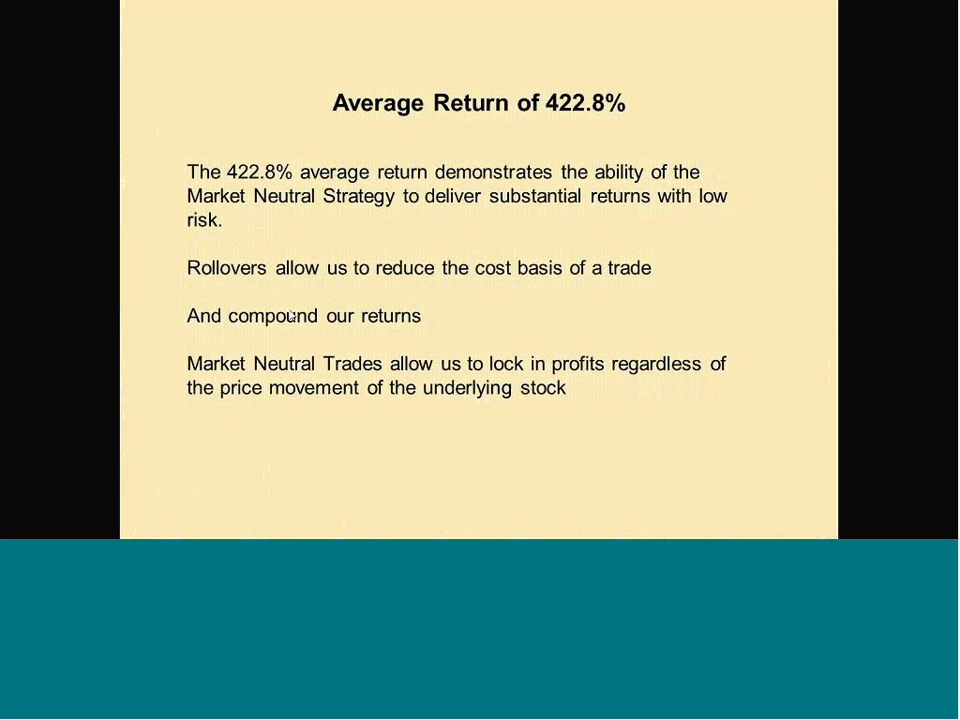 Average Return of 422.8%
The 422.8% average return demonstrates the ability of the
Market Neutral Strategy to deliver substantial returns with low
risk.
Rollovers allow us to reduce the cost basis of a trade
And compound our returns
Market Neutral Trades allow us to lock in profits regardless of
the price movement of the underlying stock